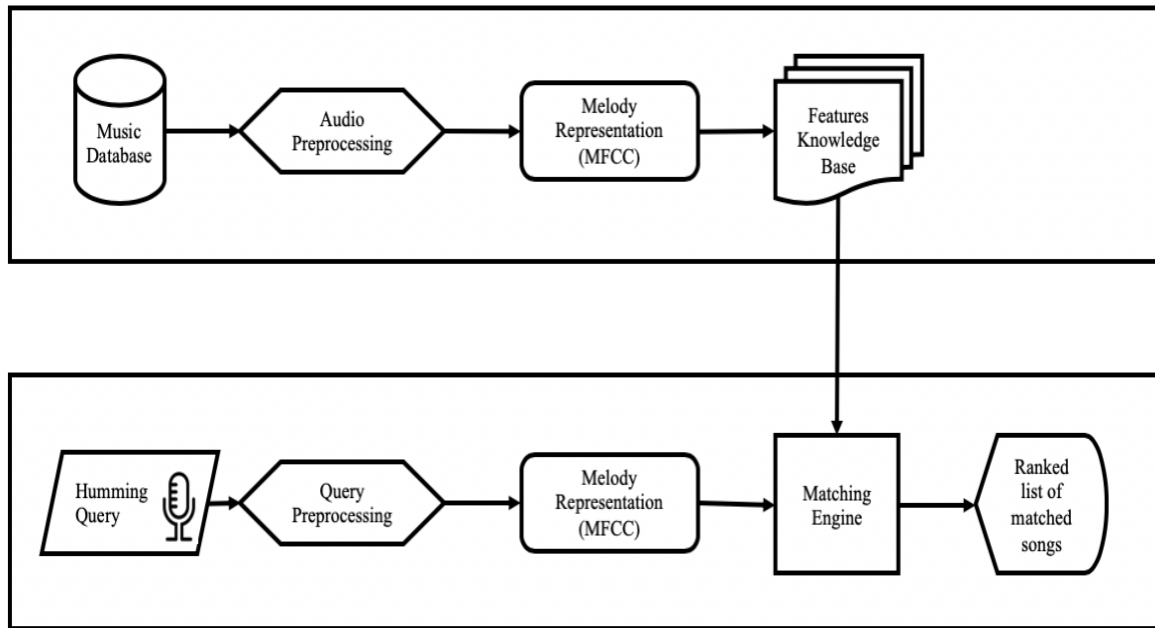 Music
Database
Audio
Preprocessing
Melody
Representation
(MFCC)
Features
Knowledge
Base
Humming
Query
Query
Preprocessing
Melody
Representation
(MFCC)
Matching
Engine
Ranked
list of
matched
songs